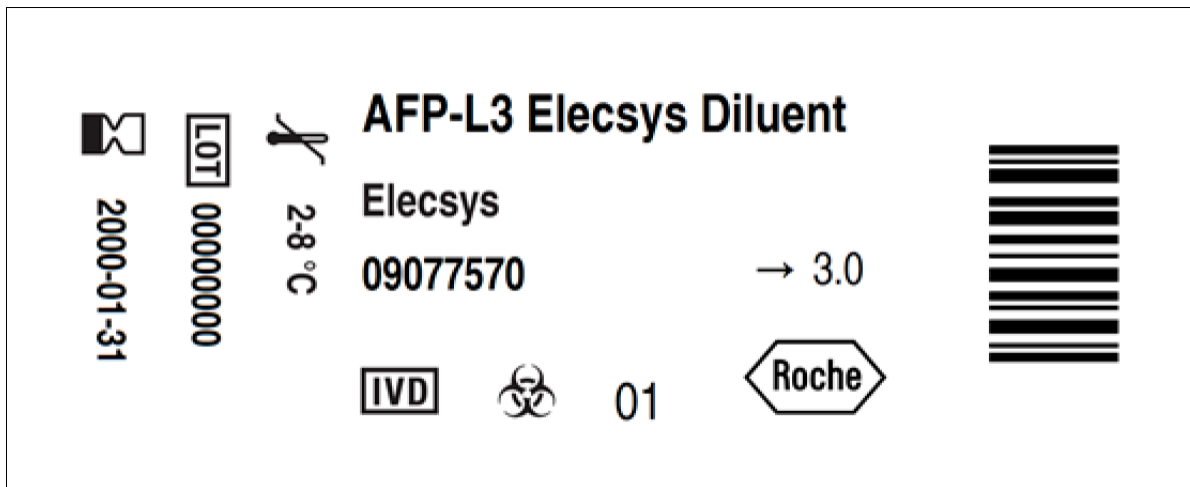 AFP-L3 Elecsys Diluent
Elecsys
09077570
→ 3.0
IVD
01
Roche
2-8 °C
LOT
00000000
2000-01-31